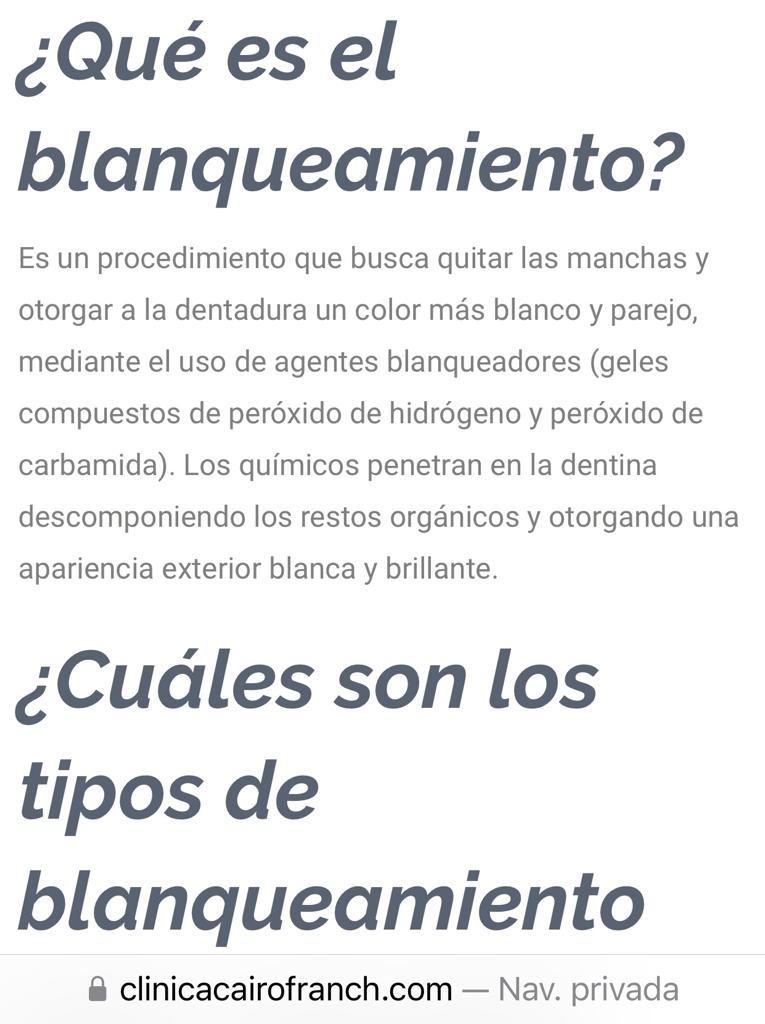 ¿Qué es el
blanqueamiento?
Es un procedimiento que busca quitar las manchas y
otorgar a la dentadura un color más blanco y parejo,
mediante el uso de agentes blanqueadores (geles
compuestos de peróxido de hidrógeno y peróxido de
carbamida). Los químicos penetran en la dentina
descomponiendo los restos orgánicos y otorgando una
apariencia exterior blanca y brillante.
¿Cuáles son los
tipos de
blanqueamiento
clinicacairofranch.com — Nav. privada